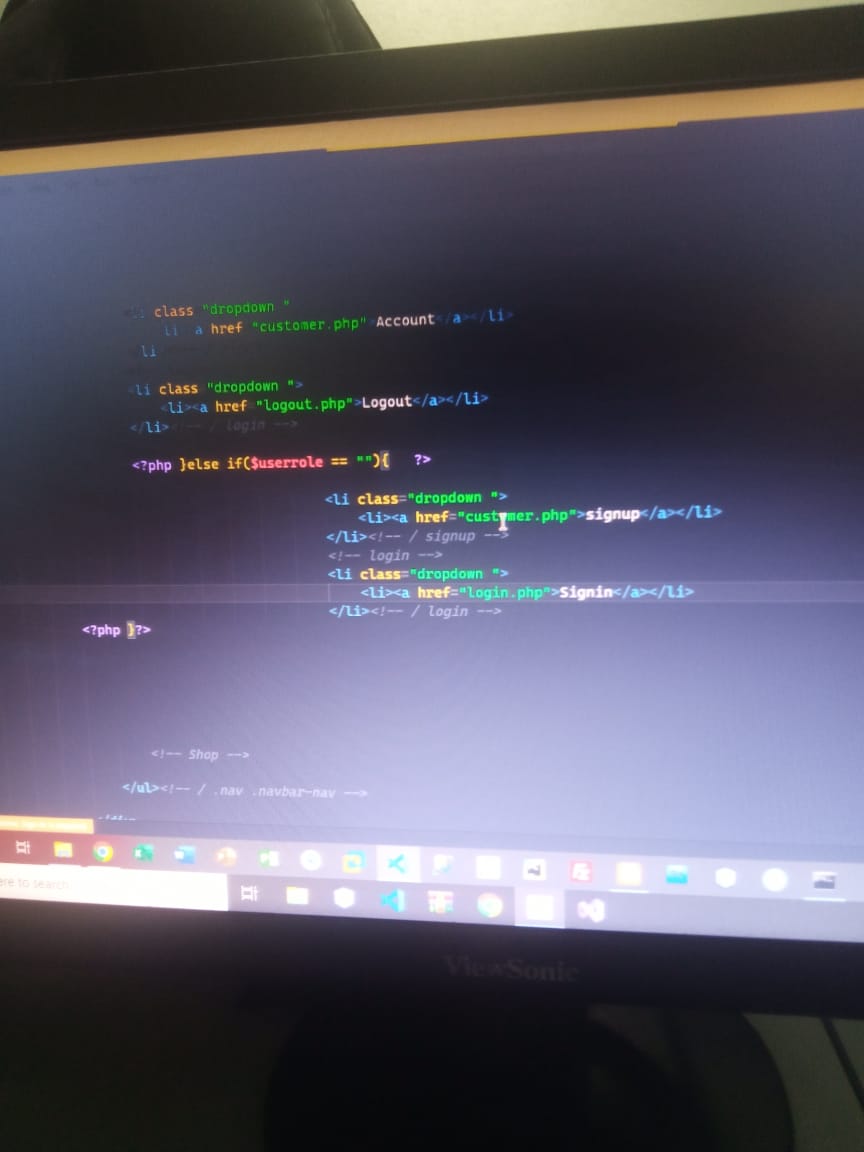 li class "dropdown "
li a href "customer.php">Account</a></li>
li
li class "dropdown ">
<li><a href "logout.php">Logout</a></li>
</li><!-- / login -->
<?php }else if($userrole == ""){ ?>
<li class="dropdown ">
<li><a href="customer.php">signup</a></li>
</li><!-- / signup -->
<!-- login -->
<li class="dropdown ">
<li><a href="login.php">Signin</a></li>
</li><!-- / login -->
<?php }?>
<!-- Shop -->
</ul><!-- / .nav .navbar-nav -->
</div>
ere to search
ViewSonic